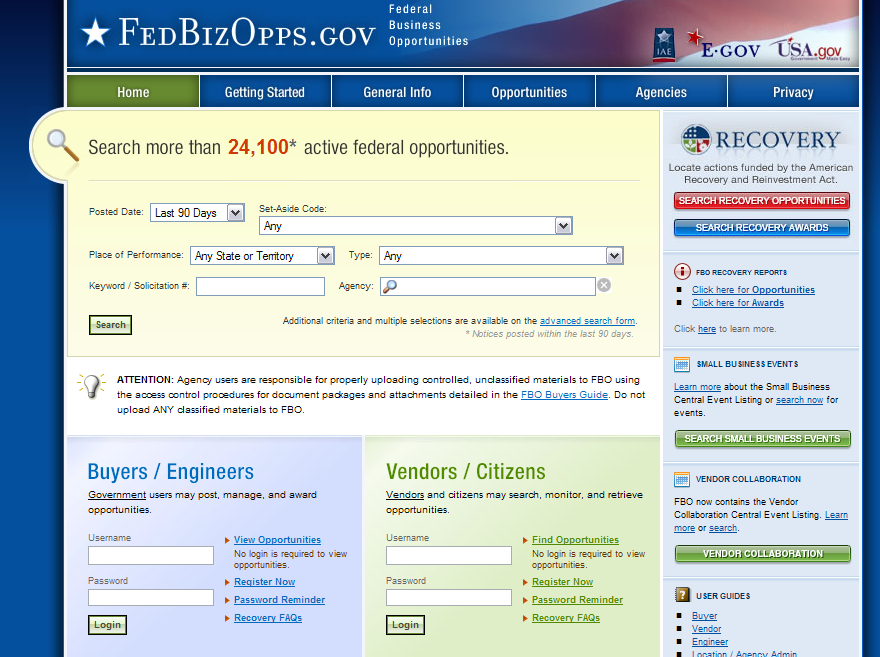 FedBizOpps.gov
Federal
Business
Opportunities
IAE
E-GOV
USA.gov
Government Made Easy
Home
Getting Started
General Info
Opportunities
Agencies
Privacy
Search more than 24,100* active federal opportunities.
Posted Date: Last 90 Days
Set-Aside Code:
Any
Place of Performance: Any State or Territory
Type: Any
Keyword / Solicitation #:
Agency:
Search
Additional criteria and multiple selections are available on the advanced search form.
* Notices posted within the last 90 days.
ATTENTION: Agency users are responsible for properly uploading controlled, unclassified materials to FBO using
the access control procedures for document packages and attachments detailed in the FBO Buyers Guide. Do not
upload ANY classified materials to FBO.
Buyers / Engineers
Government users may post, manage, and award
opportunities.
Username
Password
Login
View Opportunities
No login is required to view
opportunities.
Register Now
Password Reminder
Recovery FAQs
Vendors / Citizens
Vendors and citizens may search, monitor, and retrieve
opportunities.
Username
Password
Login
Find Opportunities
No login is required to view
opportunities.
Register Now
Password Reminder
Recovery FAQs
RECOVERY
Locate actions funded by the American
Recovery and Reinvestment Act.
SEARCH RECOVERY OPPORTUNITIES
SEARCH RECOVERY AWARDS
FBO RECOVERY REPORTS
Click here for Opportunities
Click here for Awards
Click here to learn more.
SMALL BUSINESS EVENTS
Learn more about the Small Business
Central Event Listing or search now for
events.
SEARCH SMALL BUSINESS EVENTS
VENDOR COLLABORATION
FBO now contains the Vendor
Collaboration Central Event Listing. Learn
more or search.
VENDOR COLLABORATION
USER GUIDES
Buyer
Vendor
Engineer
Location / Agency Admin